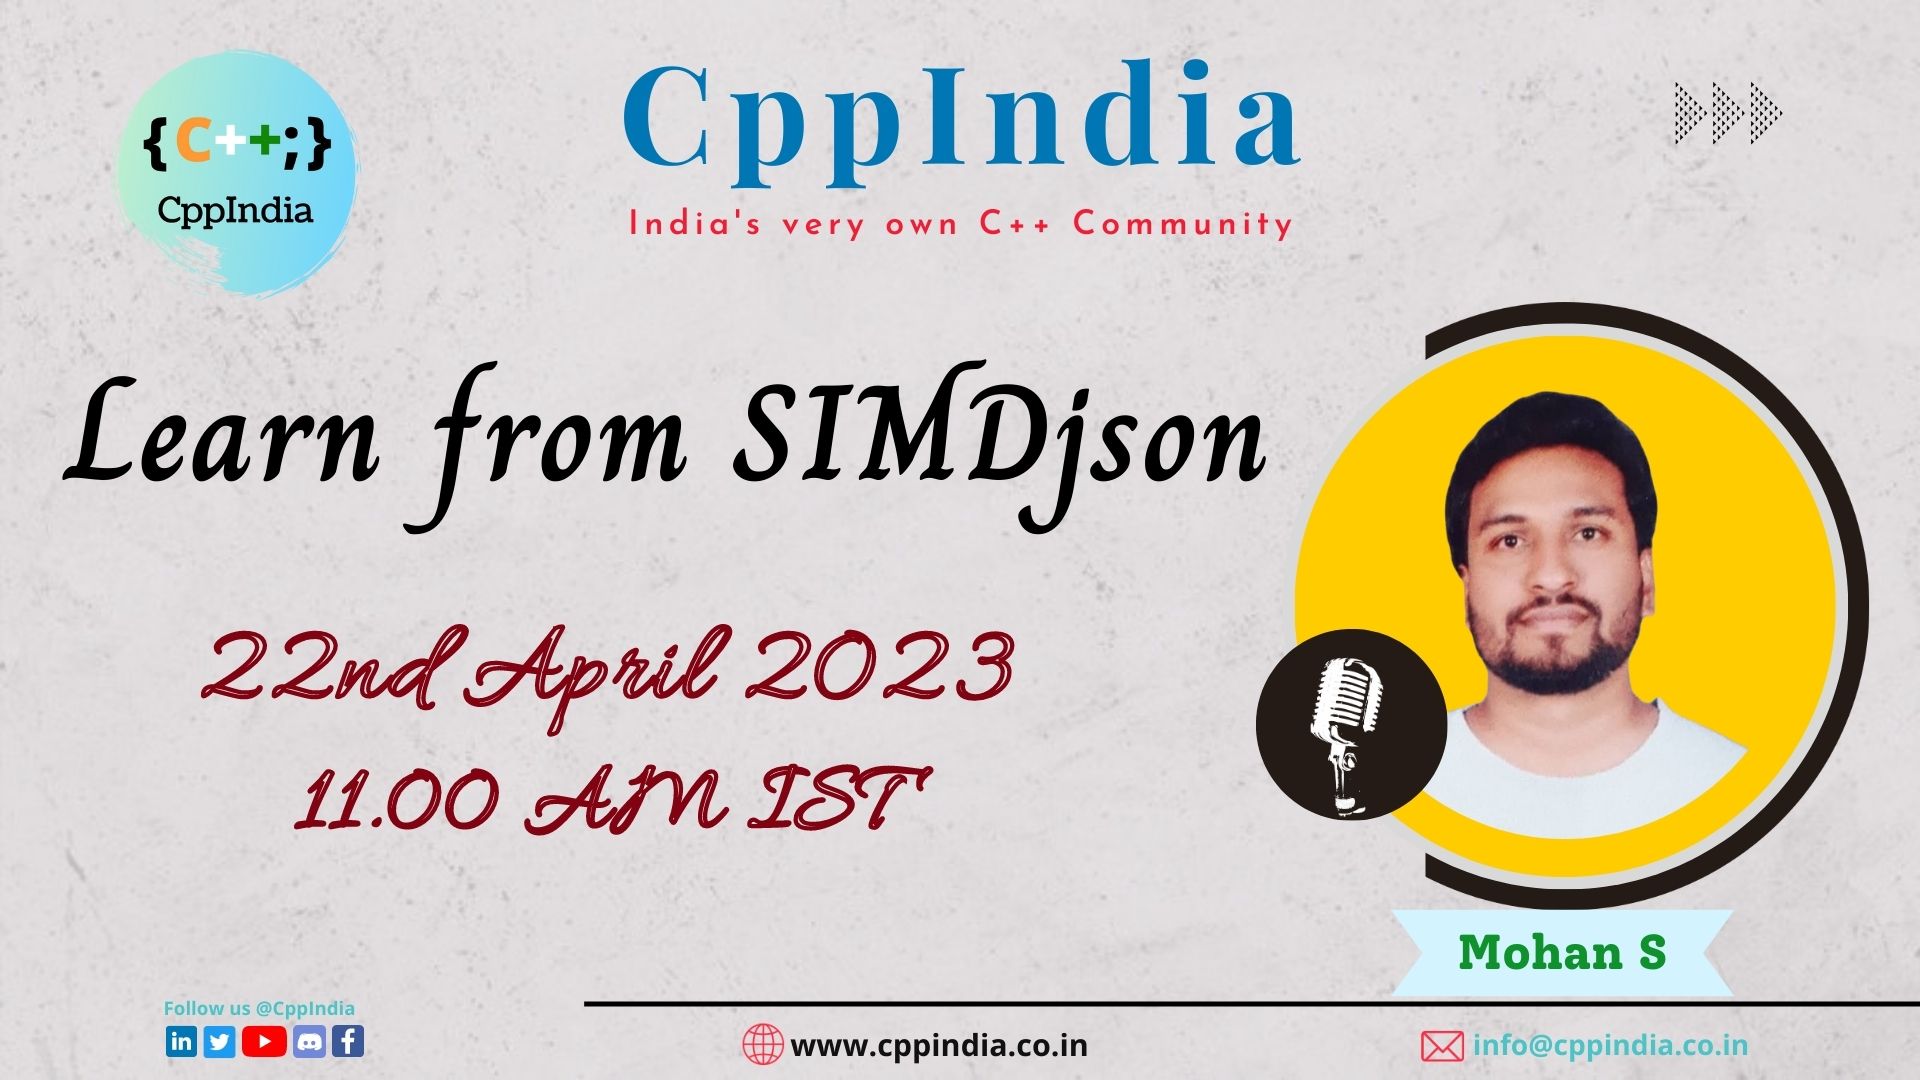 {C++;}
CppIndia
CppIndia
India's very own C++ Community
Learn from SIMDjson
22nd April 2023
11.00 AM IST
Mohan S
Follow us @CppIndia
in
f
www.cppindia.co.in
info@cppindia.co.in